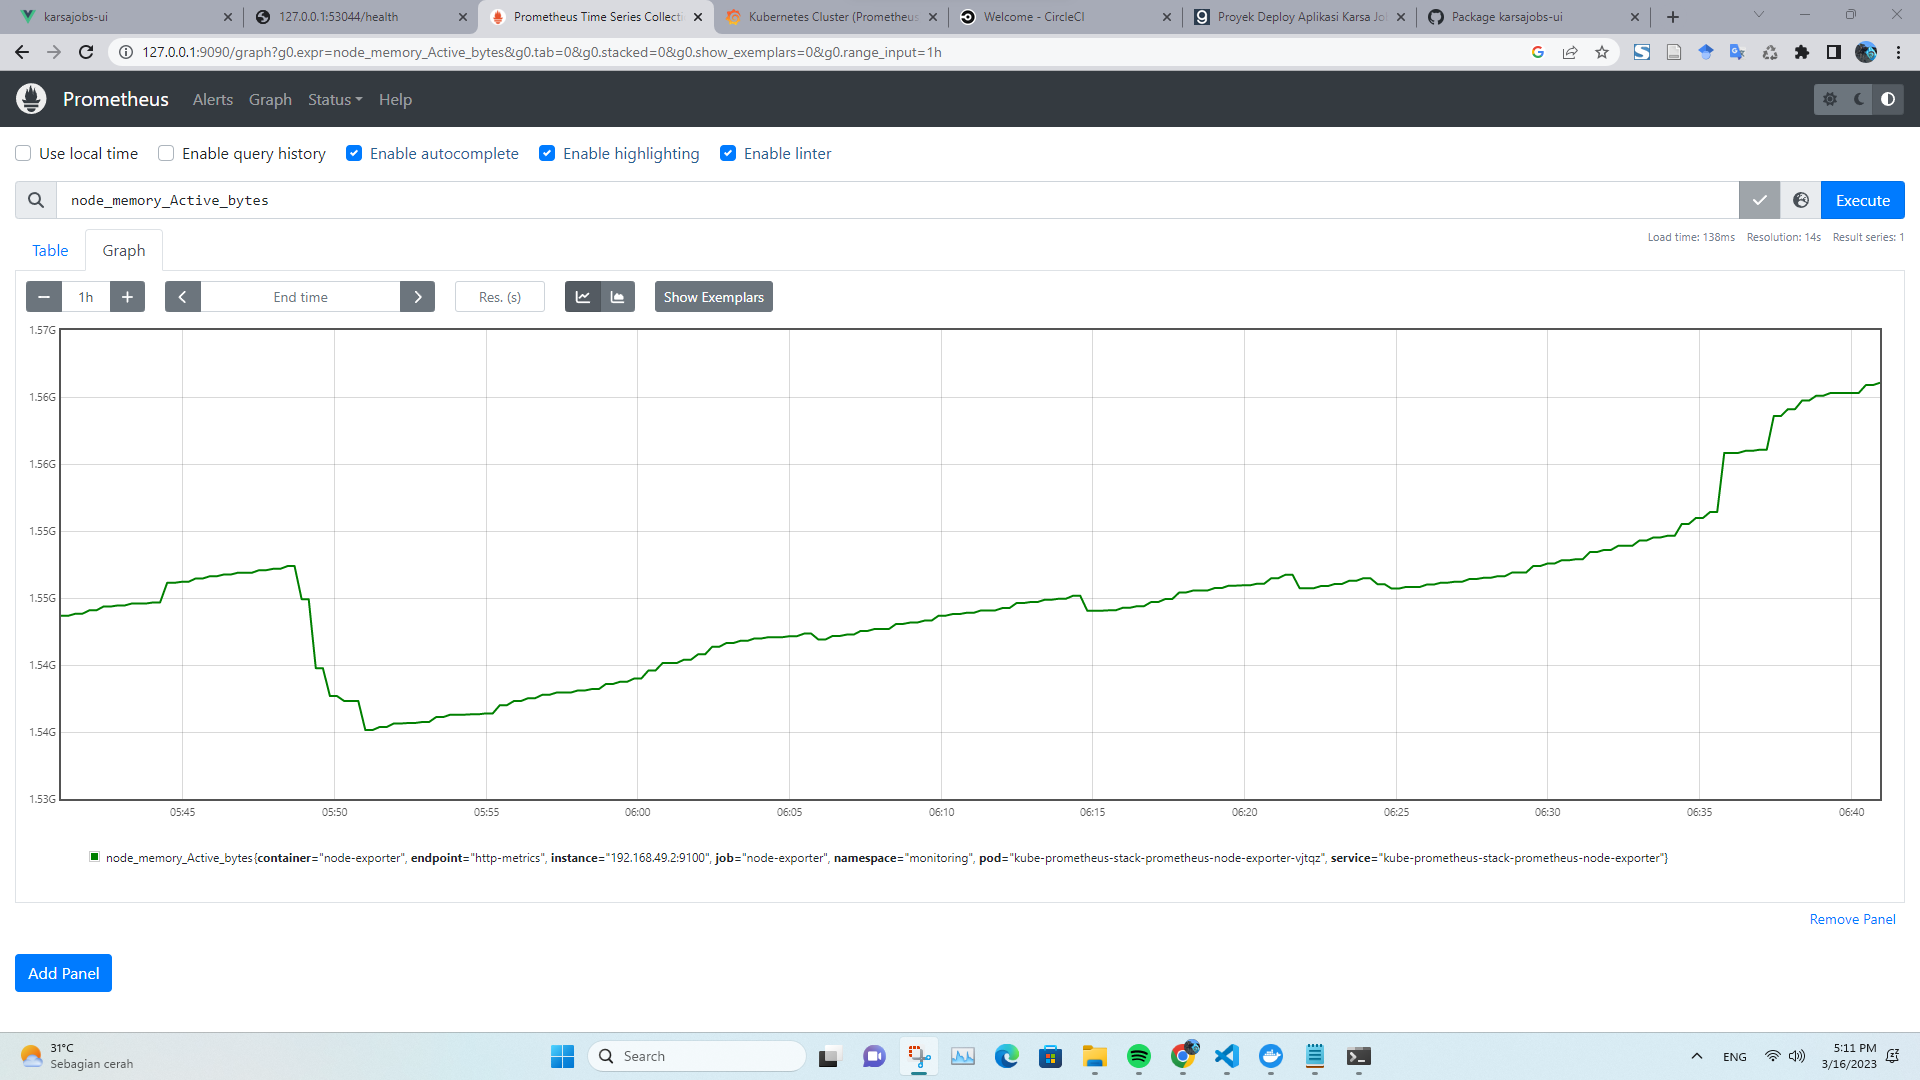 karsajobs-ui
127.0.0.1:53044/health
Prometheus Time Series Collecti
Kubernetes Cluster (Prometheus
Welcome - CircleCI
Proyek Deploy Aplikasi Karsa Jo
Package karsajobs-ui
127.0.0.1:9090/graph?g0.expr=node_memory_Active_bytes&g0.tab=0&g0.stacked=0&g0.show_exemplars=0&g0.range_input=1h
Prometheus Alerts Graph Status Help
Use local time Enable query history Enable autocomplete Enable highlighting Enable linter
node_memory_Active_bytes
Execute
Table Graph
Load time: 138ms Resolution: 14s Result series: 1
1h End time Res. (s) Show Exemplars
1.57G
1.56G
1.56G
1.55G
1.55G
1.54G
1.54G
1.53G
05:45 05:50 05:55 06:00 06:05 06:10 06:15 06:20 06:25 06:30 06:35 06:40
node_memory_Active_bytes{container="node-exporter", endpoint="http-metrics", instance="192.168.49.2:9100", job="node-exporter", namespace="monitoring", pod="kube-prometheus-stack-prometheus-node-exporter-vjtqz", service="kube-prometheus-stack-prometheus-node-exporter"}
Remove Panel
Add Panel
31°C
Sebagian cerah
Search
ENG
5:11 PM
3/16/2023